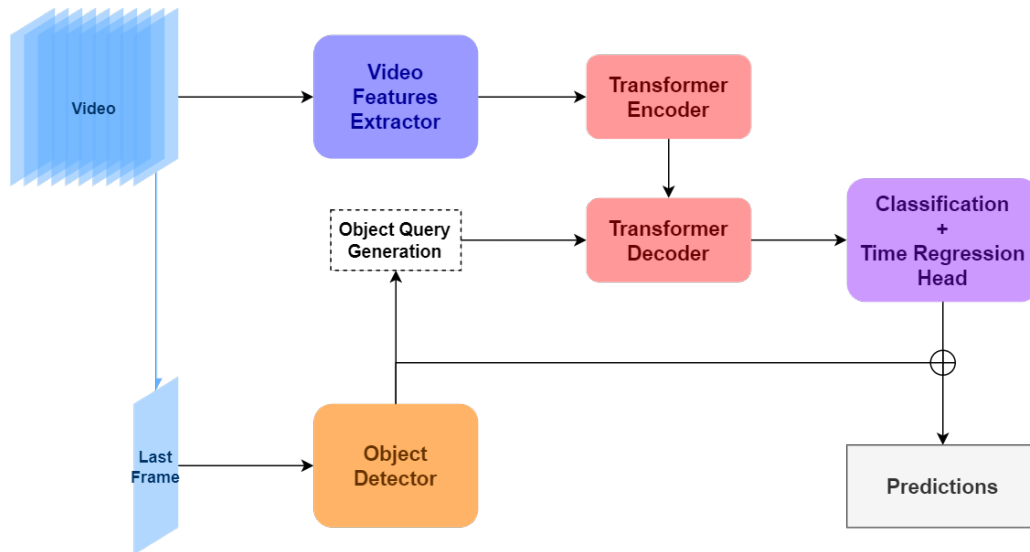 Video
Video
Features
Extractor
Transformer
Encoder
Object Query
Generation
Transformer
Decoder
Classification
+
Time Regression
Head
Last
Frame
Object
Detector
Predictions